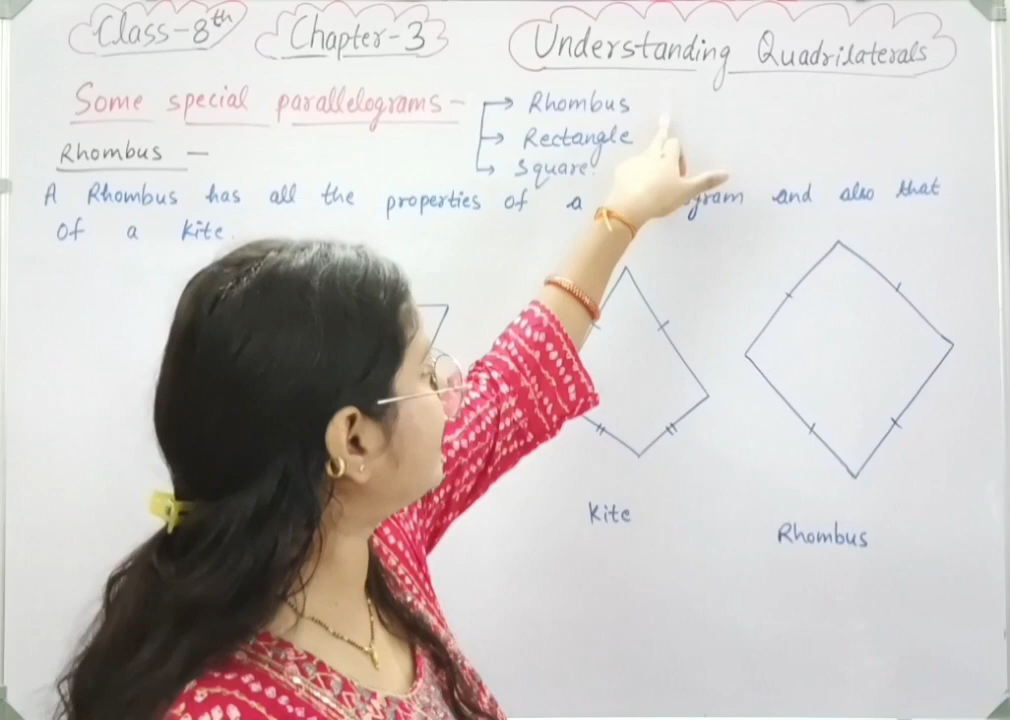 Class-8th Chapter-3 Understanding Quadrilaterals
Some special parallelograms - Rhombus
Rectangle
Square
Rhombus -
A Rhombus has all the properties of a gram and also that
of a kite.
Kite
Rhombus